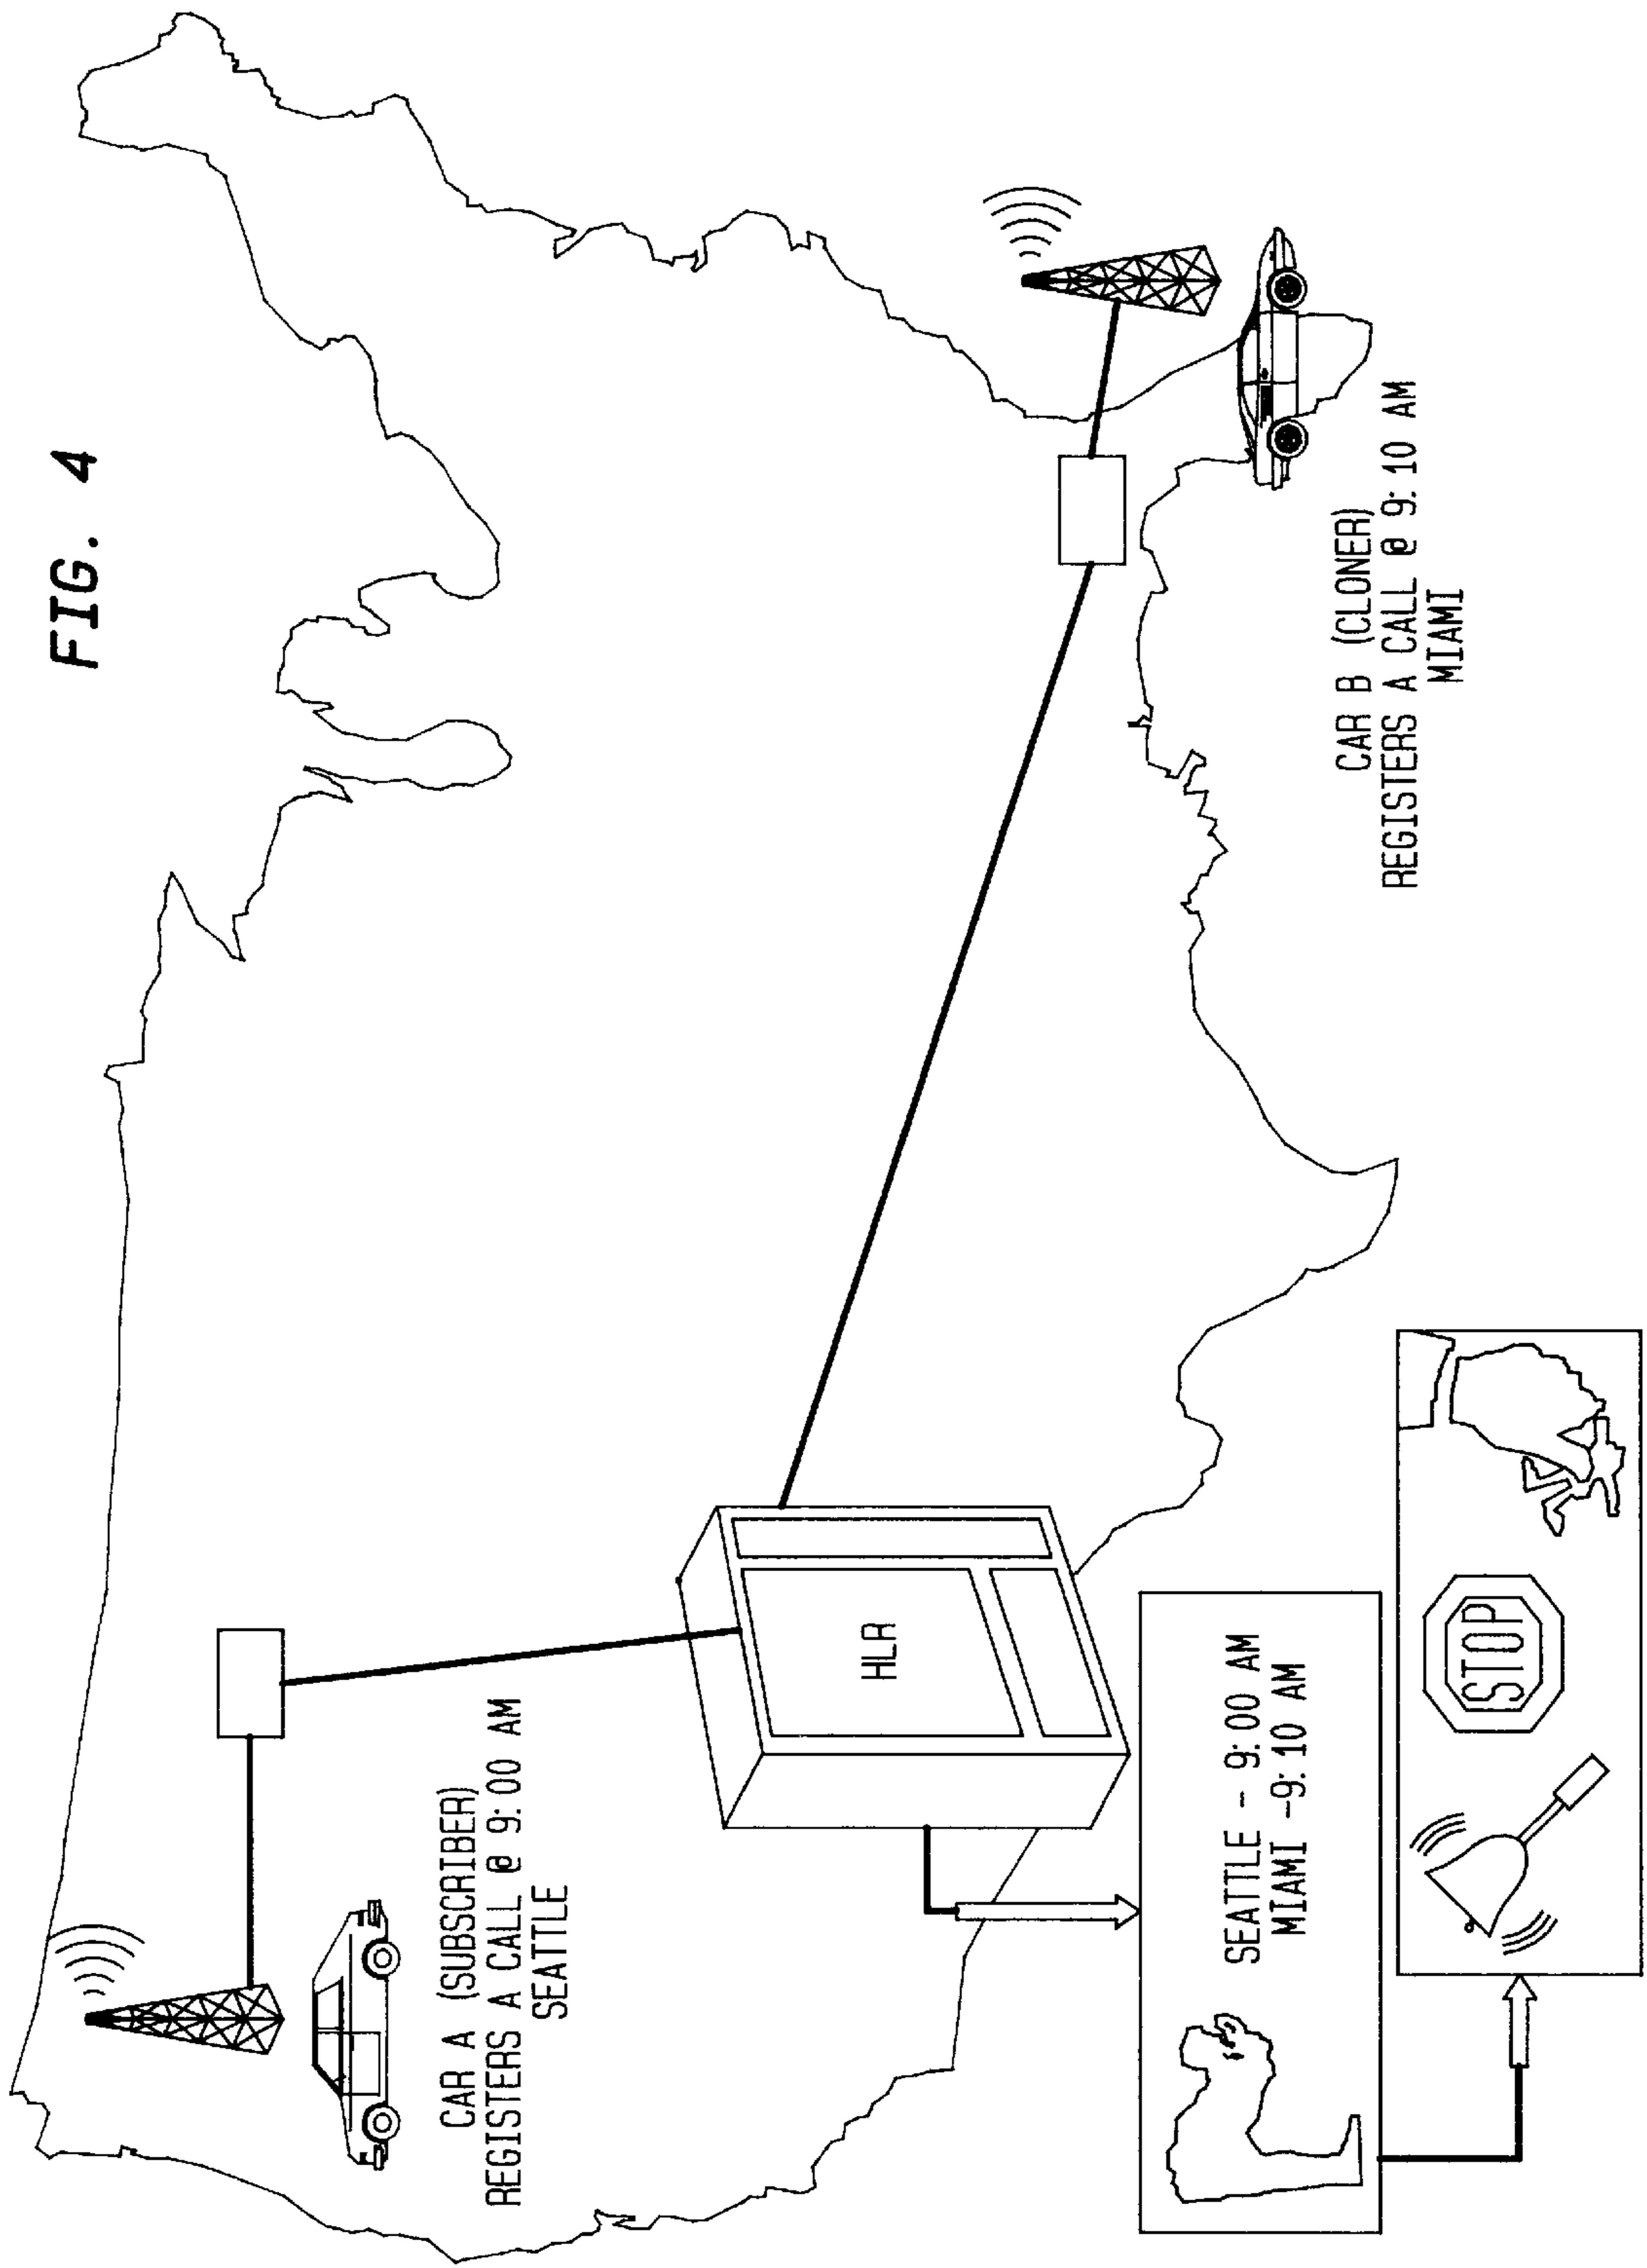 FIG. 4
CAR A (SUBSCRIBER)
REGISTERS A CALL @ 9:00 AM
SEATTLE
HLR
CAR B (CLONER)
REGISTERS A CALL @ 9:10 AM
MIAMI
SEATTLE - 9:00 AM
MIAMI -9:10 AM
STOP